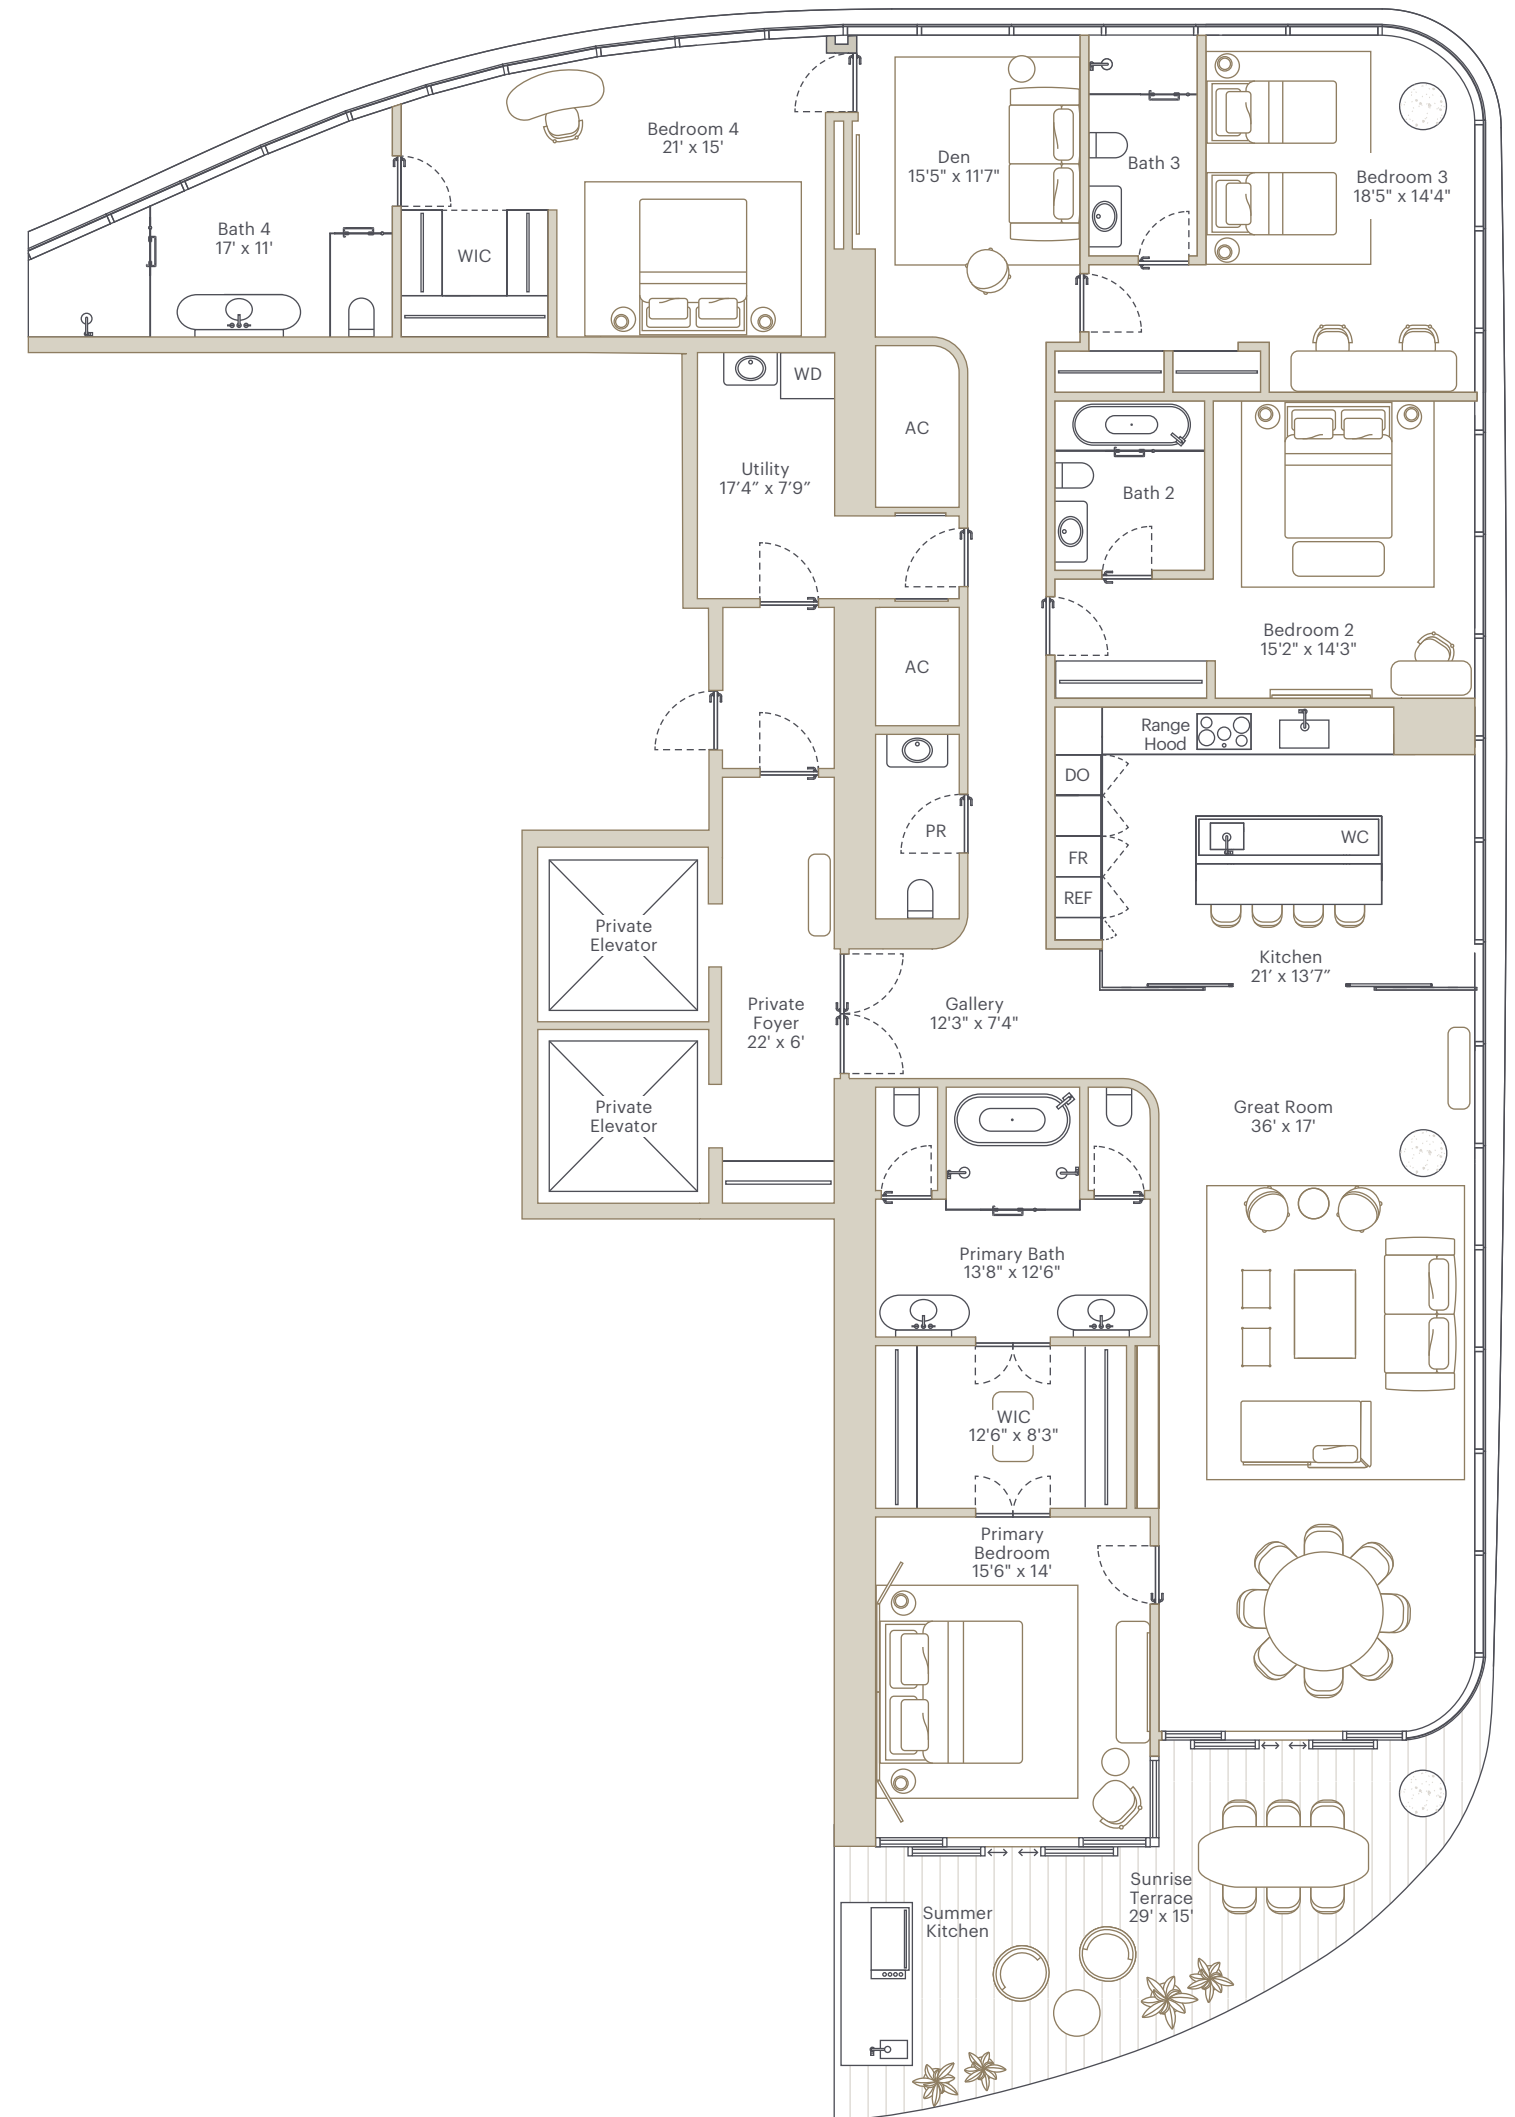 Bedroom 4
21' x 15'
Den
15'5" x 11'7"
Bath 3
Bedroom 3
18'5" x 14'4"
Bath 4
17' x 11'
WIC
WD
AC
Utility
17’4” x 7’9”
Bath 2
Bedroom 2
15'2" x 14'3"
AC
Range
Hood
DO
PR
WC
FR
REF
Private
Elevator
Kitchen
21’ x 13’7”
Private
Foyer
22' x 6'
Gallery
12'3" x 7'4"
Private
Elevator
Great Room
36' x 17'
Primary Bath
13'8" x 12'6"
WIC
12'6" x 8'3"
Primary
Bedroom
15'6" x 14'
Sunrise
Terrace
29' x 15'
Summer
Kitchen